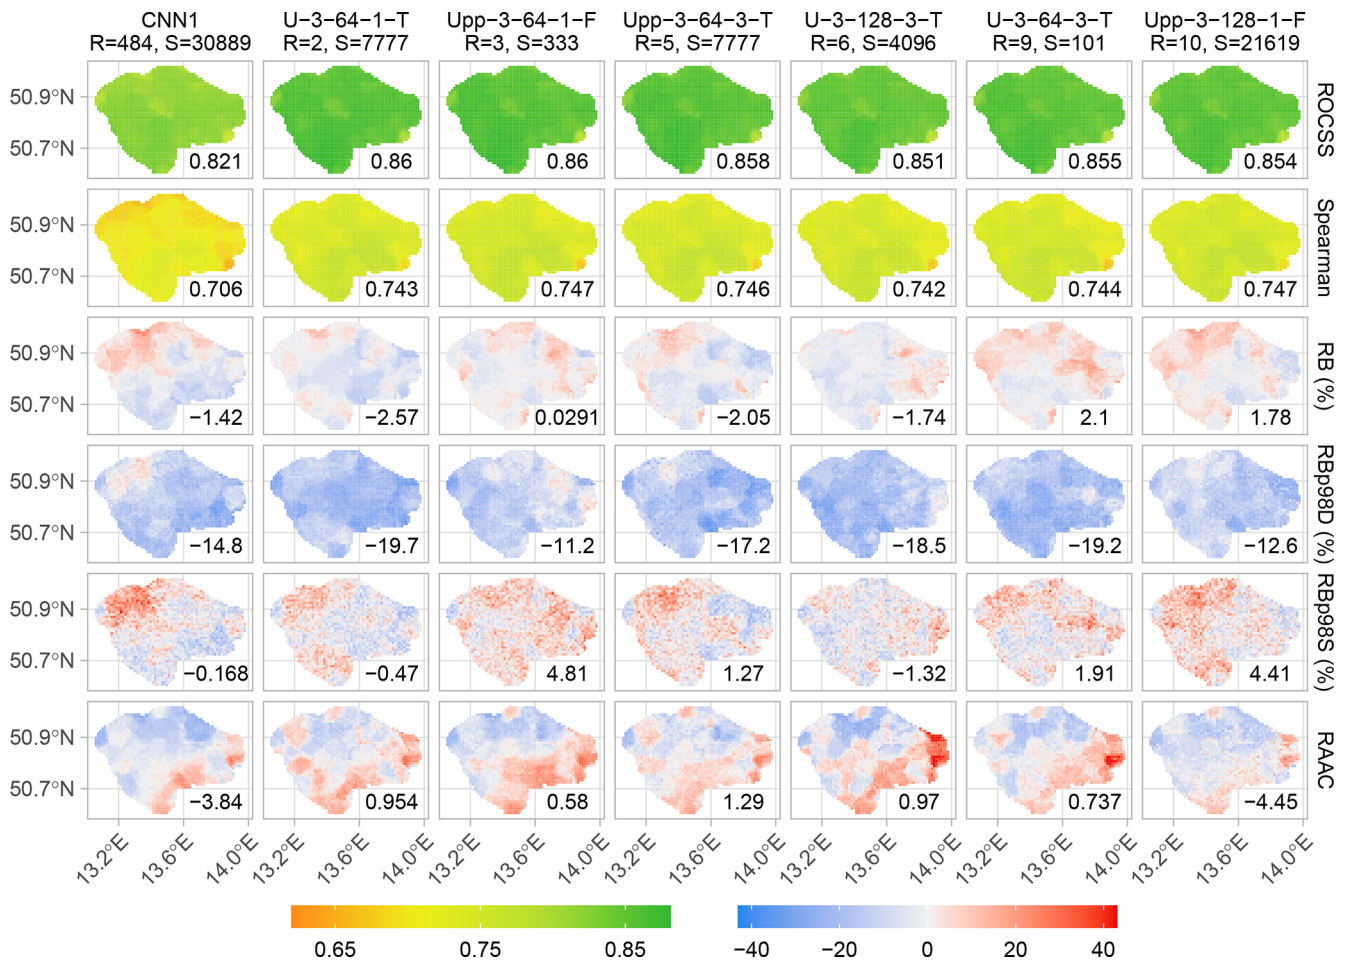 CNN1
R=484, S=30889
U−3−64−1−T
R=2, S=7777
Upp−3−64−1−F
R=3, S=333
Upp−3−64−3−T
R=5, S=7777
U−3−128−3−T
R=6, S=4096
U−3−64−3−T
R=9, S=101
Upp−3−128−1−F
R=10, S=21619
50.9°N
50.7°N
0.821
0.86
0.86
0.858
0.851
0.855
0.854
ROCSS
50.9°N
50.7°N
0.706
0.743
0.747
0.746
0.742
0.744
0.747
Spearman
50.9°N
50.7°N
−1.42
−2.57
0.0291
−2.05
−1.74
2.1
1.78
RB (%)
50.9°N
50.7°N
−14.8
−19.7
−11.2
−17.2
−18.5
−19.2
−12.6
RBp98D (%)
50.9°N
50.7°N
−0.168
−0.47
4.81
1.27
−1.32
1.91
4.41
RBp98S (%)
50.9°N
50.7°N
−3.84
0.954
0.58
1.29
0.97
0.737
−4.45
RAAC
13.2°E 13.6°E 14.0°E
13.2°E 13.6°E 14.0°E
13.2°E 13.6°E 14.0°E
13.2°E 13.6°E 14.0°E
13.2°E 13.6°E 14.0°E
13.2°E 13.6°E 14.0°E
13.2°E 13.6°E 14.0°E
0.65 0.75 0.85
−40 −20 0 20 40